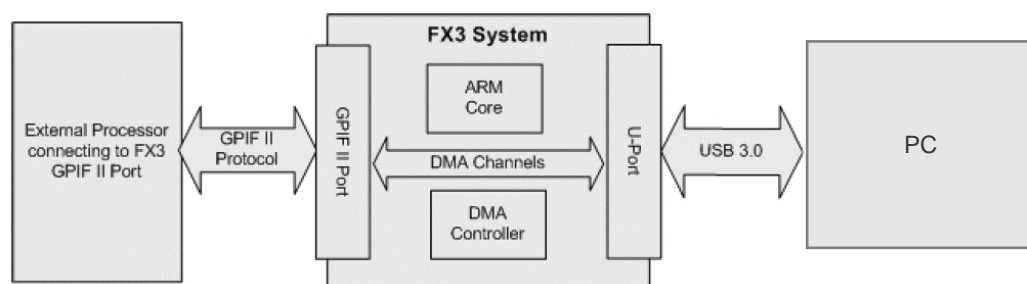 External Processor
connecting to FX3
GPIF II Port
GPIF II
Protocol
FX3 System
GPIF II Port
ARM
Core
DMA Channels
DMA
Controller
U-Port
USB 3.0
PC